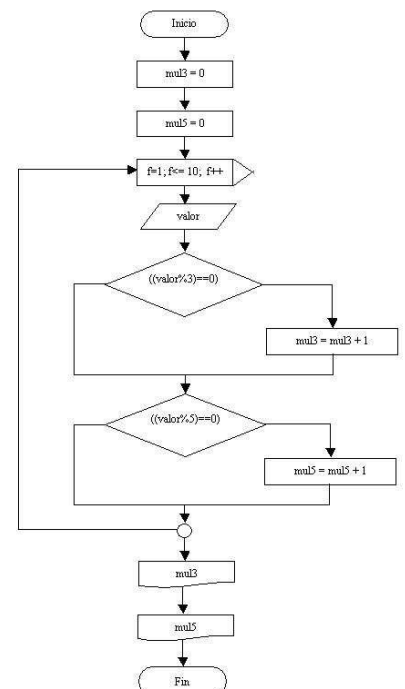 Inicio
mul3 = 0
mul5 = 0
f=1; f<= 10; f++
valor
((valor%3)==0)
mul3 = mul3 + 1
((valor%5)==0)
mul5 = mul5 + 1
mul3
mul5
Fin